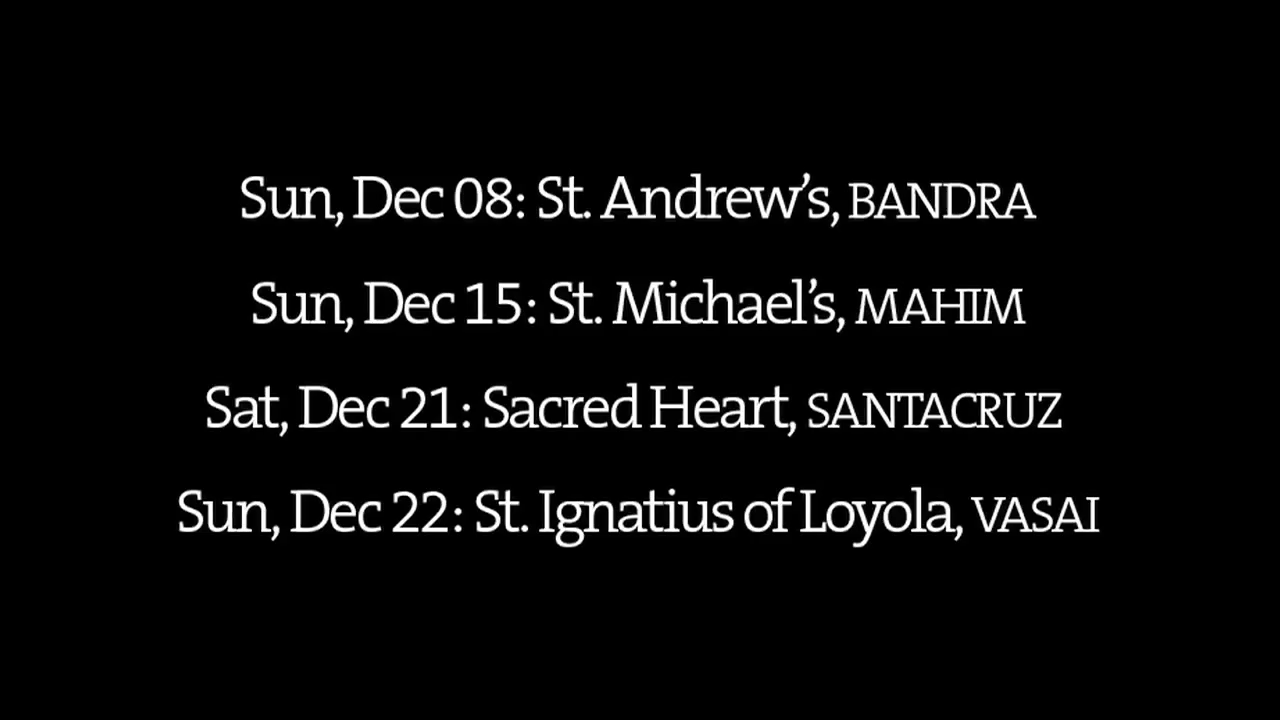 Sun, Dec 08: St. Andrew’s, BANDRA
Sun, Dec 15: St. Michael’s, MAHIM
Sat, Dec 21: Sacred Heart, SANTACRUZ
Sun, Dec 22: St. Ignatius of Loyola, VASAI